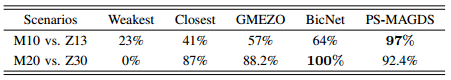 Scenarios Weakest Closest GMEZO BicNet PS-MAGDS
M10 vs. Z13 23% 41% 57% 64% 97%
M20 vs. Z30 0% 87% 88.2% 100% 92.4%